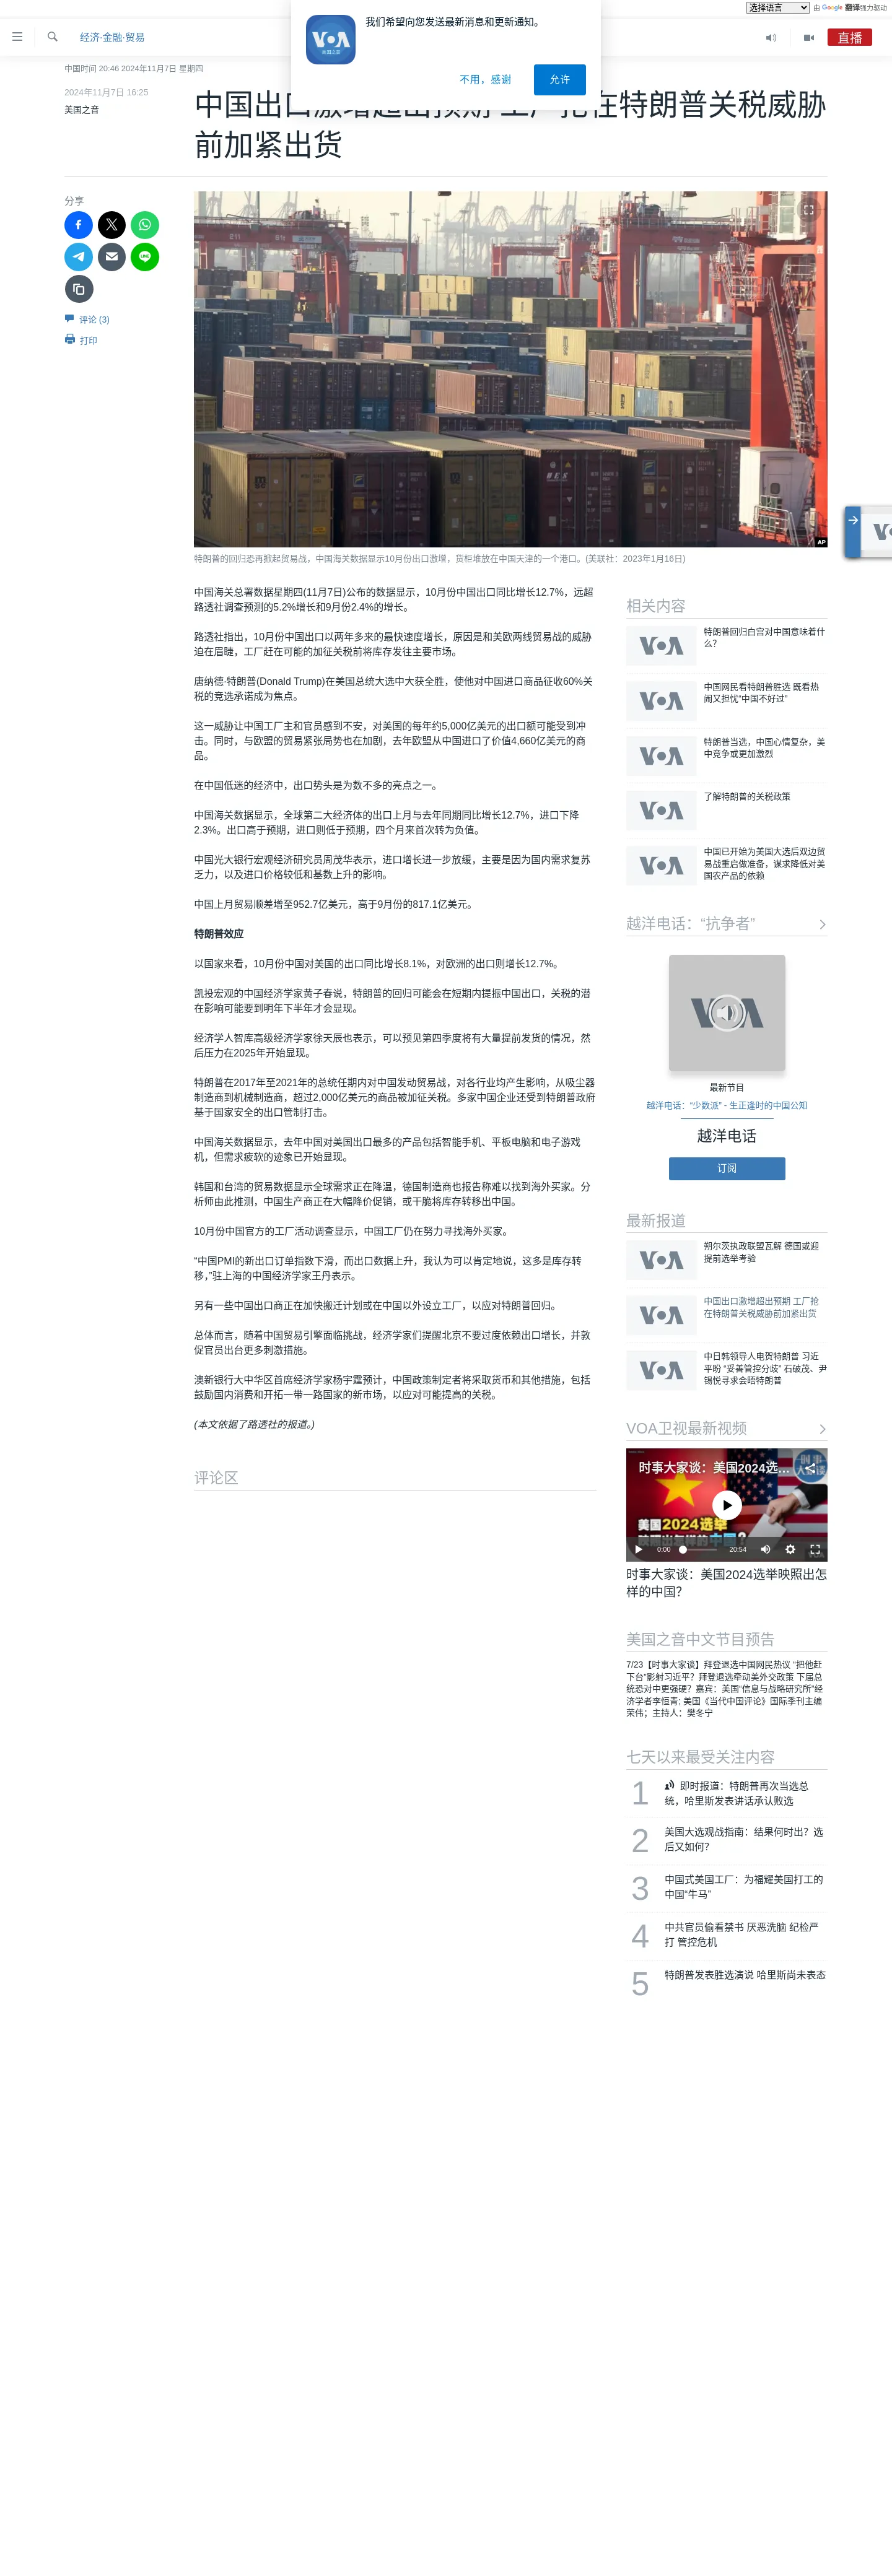 选择语言 由 Google 翻译强力驱动
我们希望向您发送最新消息和更新通知。
VOA
美国之音
不用，感谢
允许
经济·金融·贸易
直播
中国时间 20:46 2024年11月7日 星期四
2024年11月7日 16:25
美国之音
中国出口激增超出预期 工厂抢在特朗普关税威胁
前加紧出货
分享
评论 (3)
打印
AP
特朗普的回归恐再掀起贸易战，中国海关数据显示10月份出口激增，货柜堆放在中国天津的一个港口。(美联社：2023年1月16日)
中国海关总署数据星期四(11月7日)公布的数据显示，10月份中国出口同比增长12.7%，远超
路透社调查预测的5.2%增长和9月份2.4%的增长。
路透社指出，10月份中国出口以两年多来的最快速度增长，原因是和美欧两线贸易战的威胁
迫在眉睫，工厂赶在可能的加征关税前将库存发往主要市场。
唐纳德·特朗普(Donald Trump)在美国总统大选中大获全胜，使他对中国进口商品征收60%关
税的竞选承诺成为焦点。
这一威胁让中国工厂主和官员感到不安，对美国的每年约5,000亿美元的出口额可能受到冲
击。同时，与欧盟的贸易紧张局势也在加剧，去年欧盟从中国进口了价值4,660亿美元的商
品。
在中国低迷的经济中，出口势头是为数不多的亮点之一。
中国海关数据显示，全球第二大经济体的出口上月与去年同期同比增长12.7%，进口下降
2.3%。出口高于预期，进口则低于预期，四个月来首次转为负值。
中国光大银行宏观经济研究员周茂华表示，进口增长进一步放缓，主要是因为国内需求复苏
乏力，以及进口价格较低和基数上升的影响。
中国上月贸易顺差增至952.7亿美元，高于9月份的817.1亿美元。
特朗普效应
以国家来看，10月份中国对美国的出口同比增长8.1%，对欧洲的出口则增长12.7%。
凯投宏观的中国经济学家黄子春说，特朗普的回归可能会在短期内提振中国出口，关税的潜
在影响可能要到明年下半年才会显现。
经济学人智库高级经济学家徐天辰也表示，可以预见第四季度将有大量提前发货的情况，然
后压力在2025年开始显现。
特朗普在2017年至2021年的总统任期内对中国发动贸易战，对各行业均产生影响，从吸尘器
制造商到机械制造商，超过2,000亿美元的商品被加征关税。多家中国企业还受到特朗普政府
基于国家安全的出口管制打击。
中国海关数据显示，去年中国对美国出口最多的产品包括智能手机、平板电脑和电子游戏
机，但需求疲软的迹象已开始显现。
韩国和台湾的贸易数据显示全球需求正在降温，德国制造商也报告称难以找到海外买家。分
析师由此推测，中国生产商正在大幅降价促销，或干脆将库存转移出中国。
10月份中国官方的工厂活动调查显示，中国工厂仍在努力寻找海外买家。
“中国PMI的新出口订单指数下滑，而出口数据上升，我认为可以肯定地说，这多是库存转
移，”驻上海的中国经济学家王丹表示。
另有一些中国出口商正在加快搬迁计划或在中国以外设立工厂，以应对特朗普回归。
总体而言，随着中国贸易引擎面临挑战，经济学家们提醒北京不要过度依赖出口增长，并敦
促官员出台更多刺激措施。
澳新银行大中华区首席经济学家杨宇霆预计，中国政策制定者将采取货币和其他措施，包括
鼓励国内消费和开拓一带一路国家的新市场，以应对可能提高的关税。
(本文依据了路透社的报道。)
评论区
相关内容
VOA
特朗普回归白宫对中国意味着什
么？
VOA
中国网民看特朗普胜选 既看热
闹又担忧“中国不好过”
VOA
特朗普当选，中国心情复杂，美
中竞争或更加激烈
VOA
了解特朗普的关税政策
VOA
中国已开始为美国大选后双边贸
易战重启做准备，谋求降低对美
国农产品的依赖
越洋电话：“抗争者”
最新节目
越洋电话：“少数派” - 生正逢时的中国公知
越洋电话
订阅
最新报道
VOA
朔尔茨执政联盟瓦解 德国或迎
提前选举考验
VOA
中国出口激增超出预期 工厂抢
在特朗普关税威胁前加紧出货
VOA
中日韩领导人电贺特朗普 习近
平盼 “妥善管控分歧” 石破茂、尹
锡悦寻求会晤特朗普
VOA卫视最新视频
时事大家谈：美国2024选...
美国2024选举
映照出怎样的中国？
0:00
20:54
时事大家谈：美国2024选举映照出怎
样的中国？
美国之音中文节目预告
7/23【时事大家谈】拜登退选中国网民热议 “把他赶
下台”影射习近平？拜登退选牵动美外交政策 下届总
统恐对中更强硬？嘉宾：美国“信息与战略研究所”经
济学者李恒青; 美国《当代中国评论》国际季刊主编
荣伟；主持人：樊冬宁
七天以来最受关注内容
1 即时报道：特朗普再次当选总
统，哈里斯发表讲话承认败选
2 美国大选观战指南：结果何时出？选
后又如何？
3 中国式美国工厂：为福耀美国打工的
中国“牛马”
4 中共官员偷看禁书 厌恶洗脑 纪检严
打 管控危机
5 特朗普发表胜选演说 哈里斯尚未表态